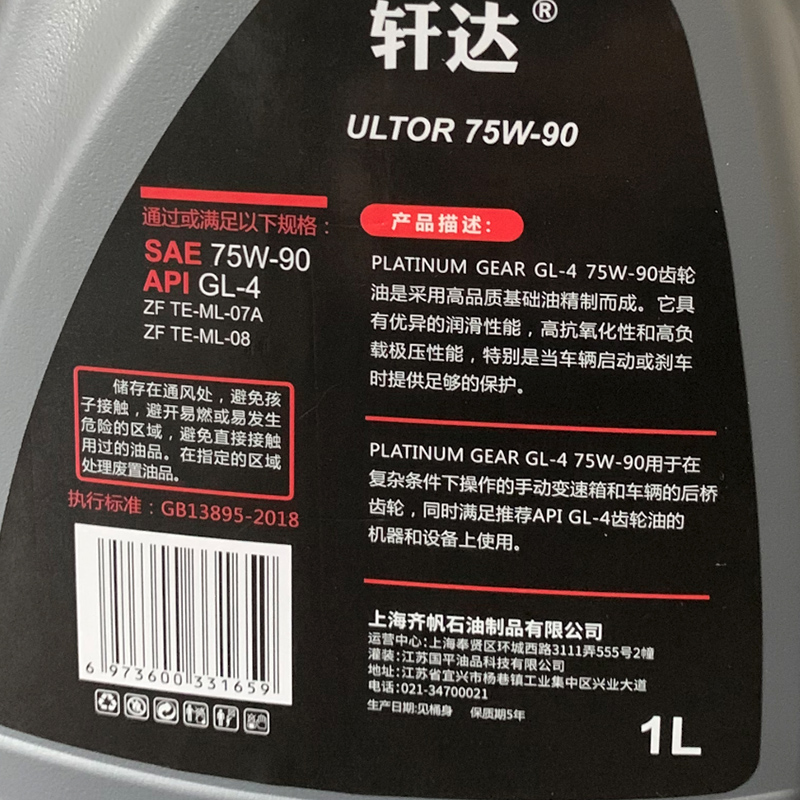 轩达®
ULTOR 75W-90
通过或满足以下规格：
SAE 75W-90
API GL-4
ZF TE-ML-07A
ZF TE-ML-08
储存在通风处，避免孩
子接触，避开易燃或易发生
危险的区域，避免直接接触
用过的油品。在指定的区域
处理废置油品。
执行标准：GB13895-2018
6 973600 331659
产品描述：
PLATINUM GEAR GL-4 75W-90齿轮
油是采用高品质基础油精制而成。它具
有优异的润滑性能，高抗氧化性和高负
载极压性能，特别是当车辆启动或刹车
时提供足够的保护。
PLATINUM GEAR GL-4 75W-90用于在
复杂条件下操作的手动变速箱和车辆的后桥
齿轮，同时满足推荐API GL-4齿轮油的
机器和设备上使用。
上海齐帆石油制品有限公司
运营中心：上海奉贤区环城西路3111弄555号2幢
灌装：江苏国平油品科技有限公司
地址：江苏省宜兴市杨巷镇工业集中区兴业大道
电话：021-34700021
生产日期：见桶身 保质期5年
1L